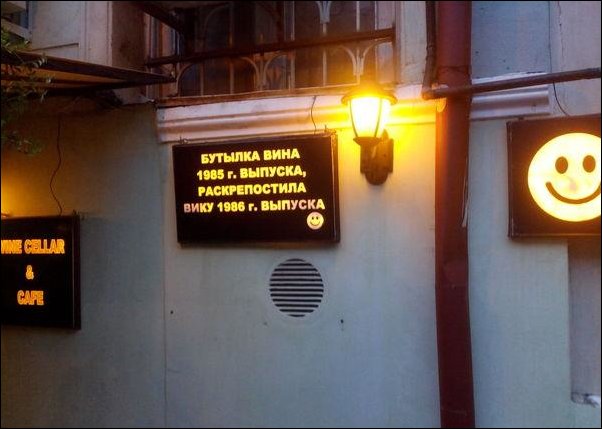 БУТЫЛКА ВИНА
1985 г. ВЫПУСКА,
РАСКРЕПОСТИЛА
ВИКУ 1986 г. ВЫПУСКА
WINE CELLAR
&
CAFE